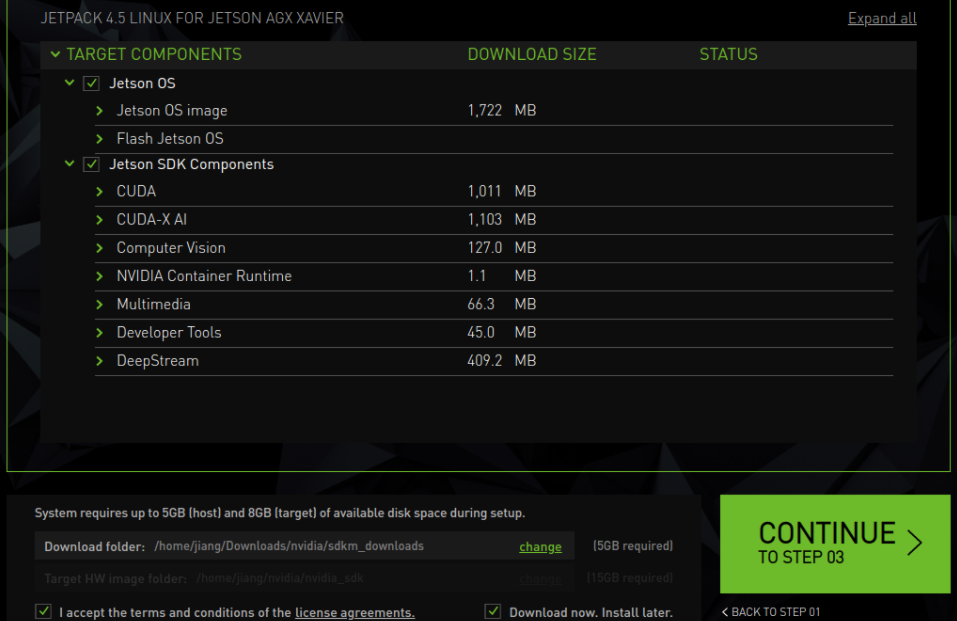 JETPACK 4.5 LINUX FOR JETSON AGX XAVIER Expand all
TARGET COMPONENTS DOWNLOAD SIZE STATUS
Jetson OS
Jetson OS image 1,722 MB
Flash Jetson OS
Jetson SDK Components
CUDA 1,011 MB
CUDA-X AI 1,103 MB
Computer Vision 127.0 MB
NVIDIA Container Runtime 1.1 MB
Multimedia 66.3 MB
Developer Tools 45.0 MB
DeepStream 409.2 MB
System requires up to 5GB (host) and 8GB (target) of available disk space during setup.
Download folder: /home/jiang/Downloads/nvidia/sdkm_downloads change (5GB required)
Target HW image folder: /home/jiang/nvidia/nvidia_sdk change (15GB required)
I accept the terms and conditions of the license agreements. Download now. Install later.
CONTINUE
TO STEP 03
< BACK TO STEP 01